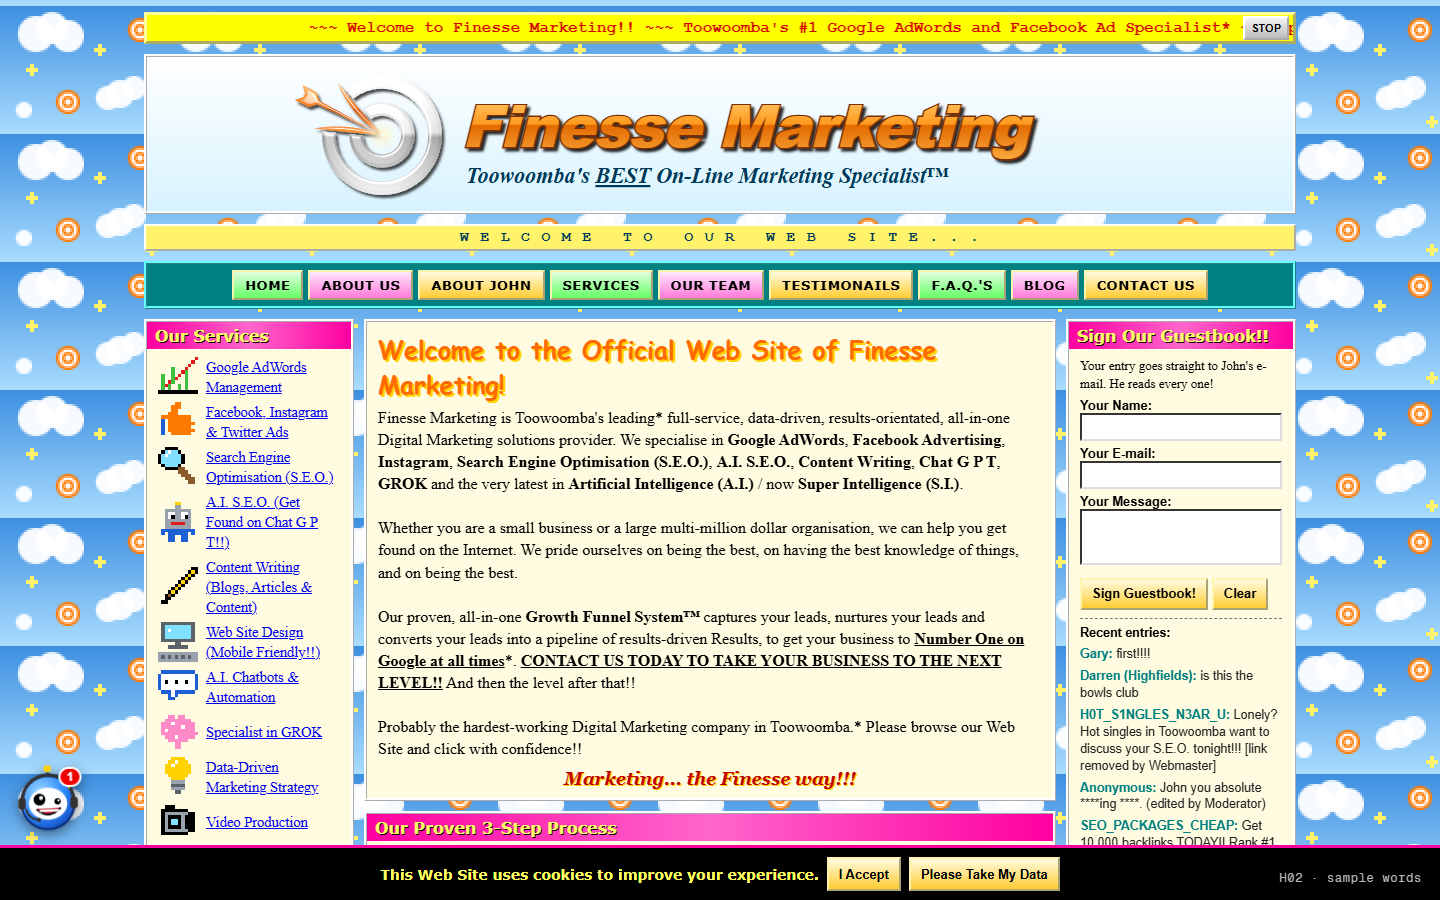 ~~~ Welcome to Finesse Marketing!! ~~~ Toowoomba's #1 Google AdWords and Facebook Ad Specialist*
STOP
Finesse Marketing
Toowoomba's BEST On-Line Marketing Specialist™
WELCOME TO OUR WEB SITE...
HOME
ABOUT US
ABOUT JOHN
SERVICES
OUR TEAM
TESTIMONAILS
F.A.Q.'S
BLOG
CONTACT US
Our Services
Google AdWords
Management
Facebook, Instagram
& Twitter Ads
Search Engine
Optimisation (S.E.O.)
A.I. S.E.O. (Get
Found on Chat G P
T!!)
Content Writing
(Blogs, Articles &
Content)
Web Site Design
(Mobile Friendly!!)
A.I. Chatbots &
Automation
Specialist in GROK
Data-Driven
Marketing Strategy
Video Production
Welcome to the Official Web Site of Finesse
Marketing!
Finesse Marketing is Toowoomba's leading* full-service, data-driven, results-orientated, all-in-one
Digital Marketing solutions provider. We specialise in Google AdWords, Facebook Advertising,
Instagram, Search Engine Optimisation (S.E.O.), A.I. S.E.O., Content Writing, Chat G P T,
GROK and the very latest in Artificial Intelligence (A.I.) / now Super Intelligence (S.I.).
Whether you are a small business or a large multi-million dollar organisation, we can help you get
found on the Internet. We pride ourselves on being the best, on having the best knowledge of things,
and on being the best.
Our proven, all-in-one Growth Funnel System™ captures your leads, nurtures your leads and
converts your leads into a pipeline of results-driven Results, to get your business to Number One on
Google at all times*. CONTACT US TODAY TO TAKE YOUR BUSINESS TO THE NEXT
LEVEL!! And then the level after that!!
Probably the hardest-working Digital Marketing company in Toowoomba.* Please browse our Web
Site and click with confidence!!
Marketing... the Finesse way!!!
Our Proven 3-Step Process
Sign Our Guestbook!!
Your entry goes straight to John's e-
mail. He reads every one!
Your Name:
Your E-mail:
Your Message:
Sign Guestbook!
Clear
Recent entries:
Gary: first!!!!
Darren (Highfields): is this the
bowls club
H0T_S1NGLES_N3AR_U: Lonely?
Hot singles in Toowoomba want to
discuss your S.E.O. tonight!!! [link
removed by Webmaster]
Anonymous: John you absolute
****ing ****. (edited by Moderator)
SEO_PACKAGES_CHEAP: Get
10,000 backlinks TODAY!! Rank #1
1
This Web Site uses cookies to improve your experience.
I Accept
Please Take My Data
H02 · sample words